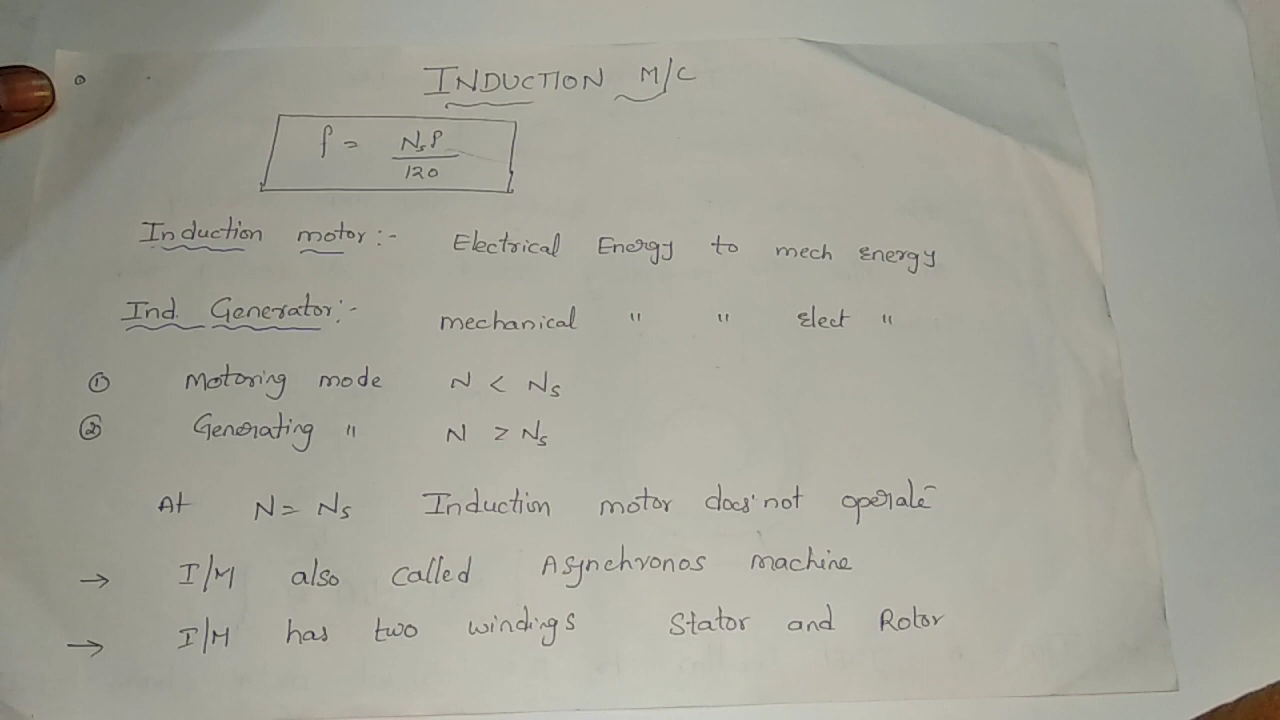 INDUCTION M/C
f = NsP / 120
Induction motor :- Electrical Energy to mech energy
Ind. Generator :- mechanical " " Elect "
① Motoring mode N < Ns
② Generating " N > Ns
At N = Ns Induction motor does not operate
→ I/M also called Asynchronos machine
→ I/M has two windings Stator and Rotor